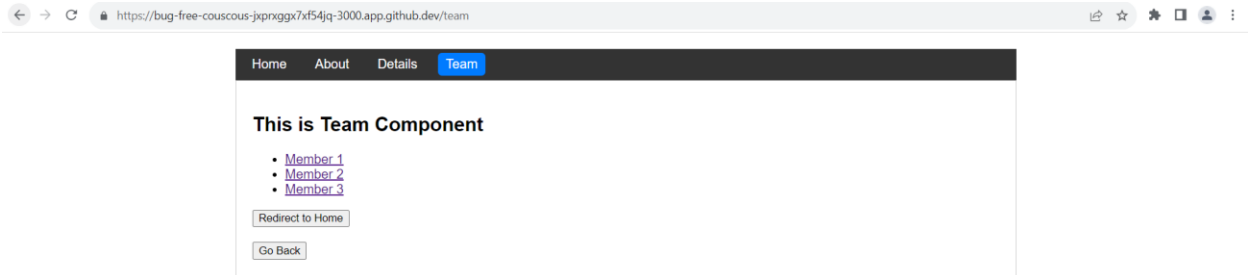 https://bug-free-couscous-jxprxggx7xf54jq-3000.app.github.dev/team
Home About Details Team
This is Team Component
Member 1
Member 2
Member 3
Redirect to Home
Go Back